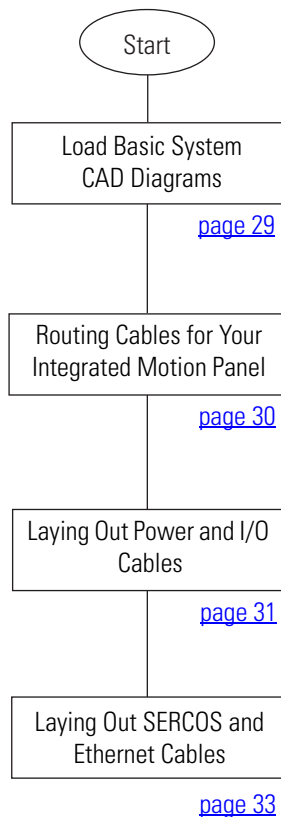 Start
Load Basic System
CAD Diagrams
page 29
Routing Cables for Your
Integrated Motion Panel
page 30
Laying Out Power and I/O
Cables
page 31
Laying Out SERCOS and
Ethernet Cables
page 33